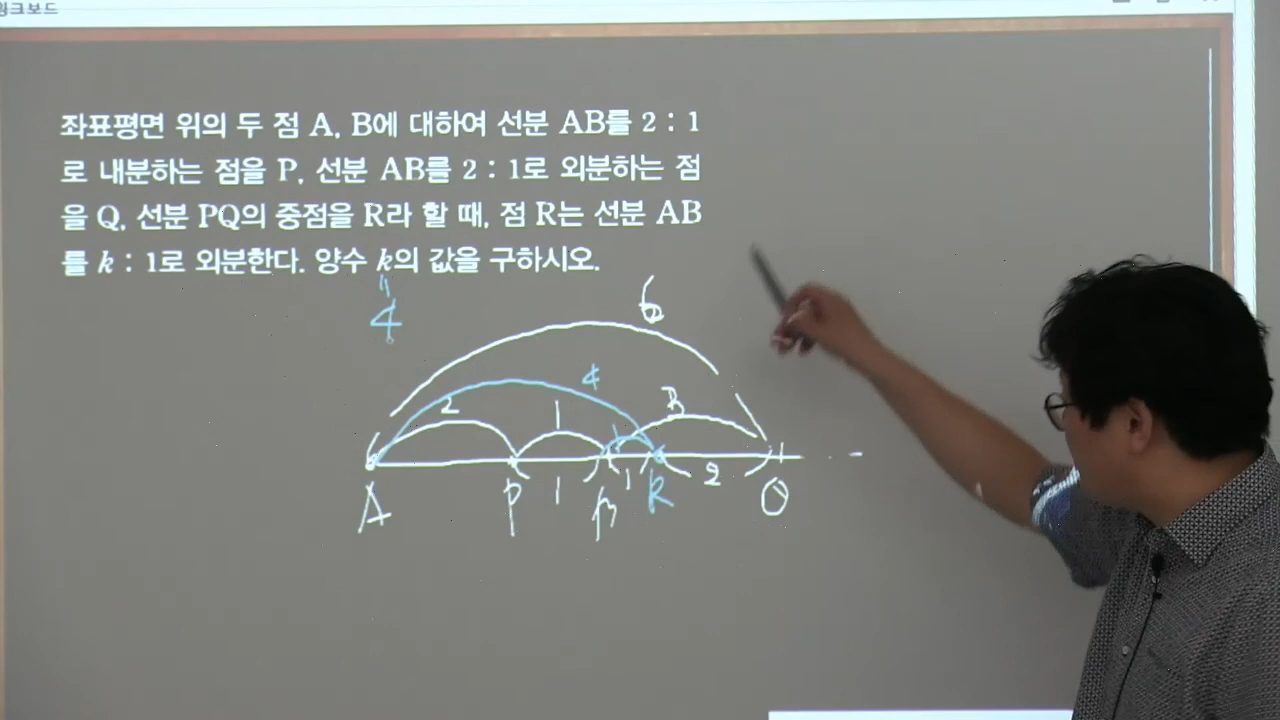 링크보드
좌표평면 위의 두 점 A, B에 대하여 선분 AB를 2 : 1
로 내분하는 점을 P, 선분 AB를 2 : 1로 외분하는 점
을 Q, 선분 PQ의 중점을 R라 할 때, 점 R는 선분 AB
를 k : 1로 외분한다. 양수 k의 값을 구하시오.
4
6
4
2 1 3
1
A P B R Q
1 1 2